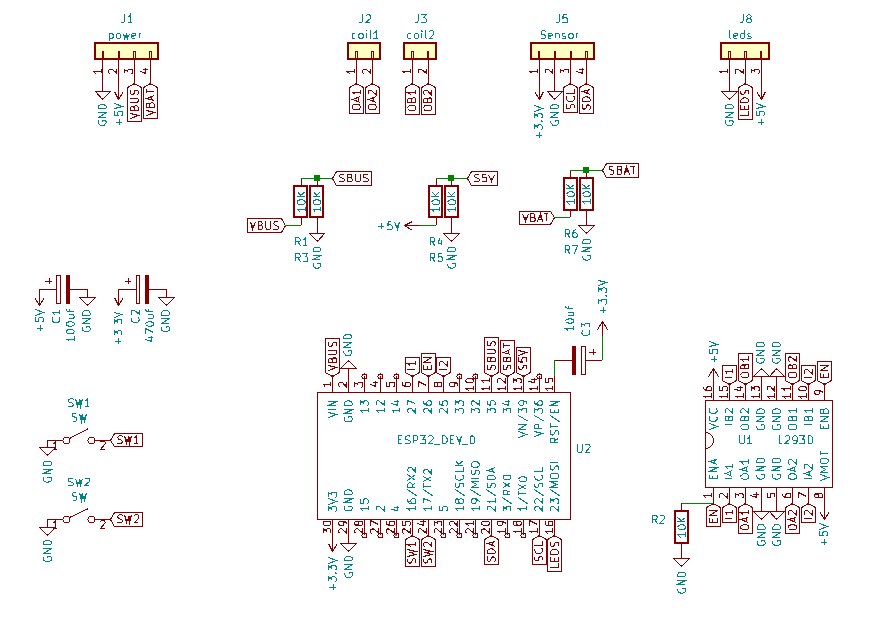 J1 J2 J3 J5 J8
power coil1 coil2 Sensor leds
1 2 3 4 1 2 1 2 1 2 3 4 1 2 3
GND +5V VBUS VBAT OA1 OA2 OB1 OB2 +3.3V GND SCL SDA GND LEDS +5V
SBUS S5V SBAT
10K 10K 10K 10K 10K 10K
VBUS +5V VBAT
R1 R4 R6
R3 GND R5 GND R7 GND
+ +
+5V C1 100uf GND +3.3V C2 470uf GND
10uf C3 + +3.3V
VBUS GND I1 EN I2 SBUS SBAT S5V
1 2 3 4 5 6 7 8 9 10 11 12 13 14 15
VIN GND 13 12 14 27 26 25 33 32 35 34 VN/39 VP/36 RST/EN
ESP32_DEV_0
U2
3V3 GND 15 2 4 16/RX2 17/TX2 5 18/SCLK 19/MISO 21/SDA 3/RX0 1/TX0 22/SCL 23/MOSI
30 29 28 27 26 25 24 23 22 21 20 19 18 17 16
+3.3V GND SW1 SW2 SDA SCL LEDS
SW1
SW
1 2 SW1
GND
SW2
SW
1 2 SW2
GND
+5V I1 OB1 GND GND OB2 I2 EN
16 15 14 13 12 11 10 9
VCC IB2 OB2 GND GND OB1 IB1 ENB
U1 L293D
ENA IA1 OA1 GND GND OA2 IA2 VMOT
1 2 3 4 5 6 7 8
EN I1 OA1 GND GND OA2 I2 +5V
R2 10K
GND